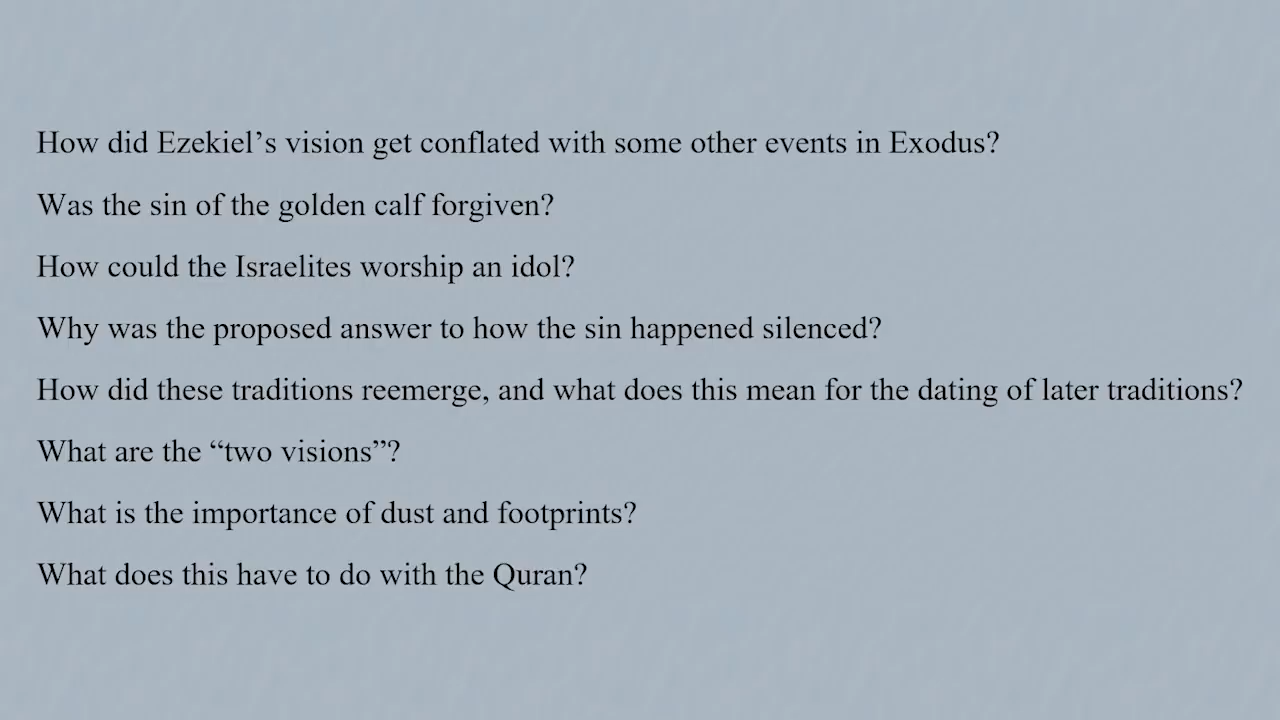 How did Ezekiel’s vision get conflated with some other events in Exodus?
Was the sin of the golden calf forgiven?
How could the Israelites worship an idol?
Why was the proposed answer to how the sin happened silenced?
How did these traditions reemerge, and what does this mean for the dating of later traditions?
What are the “two visions”?
What is the importance of dust and footprints?
What does this have to do with the Quran?